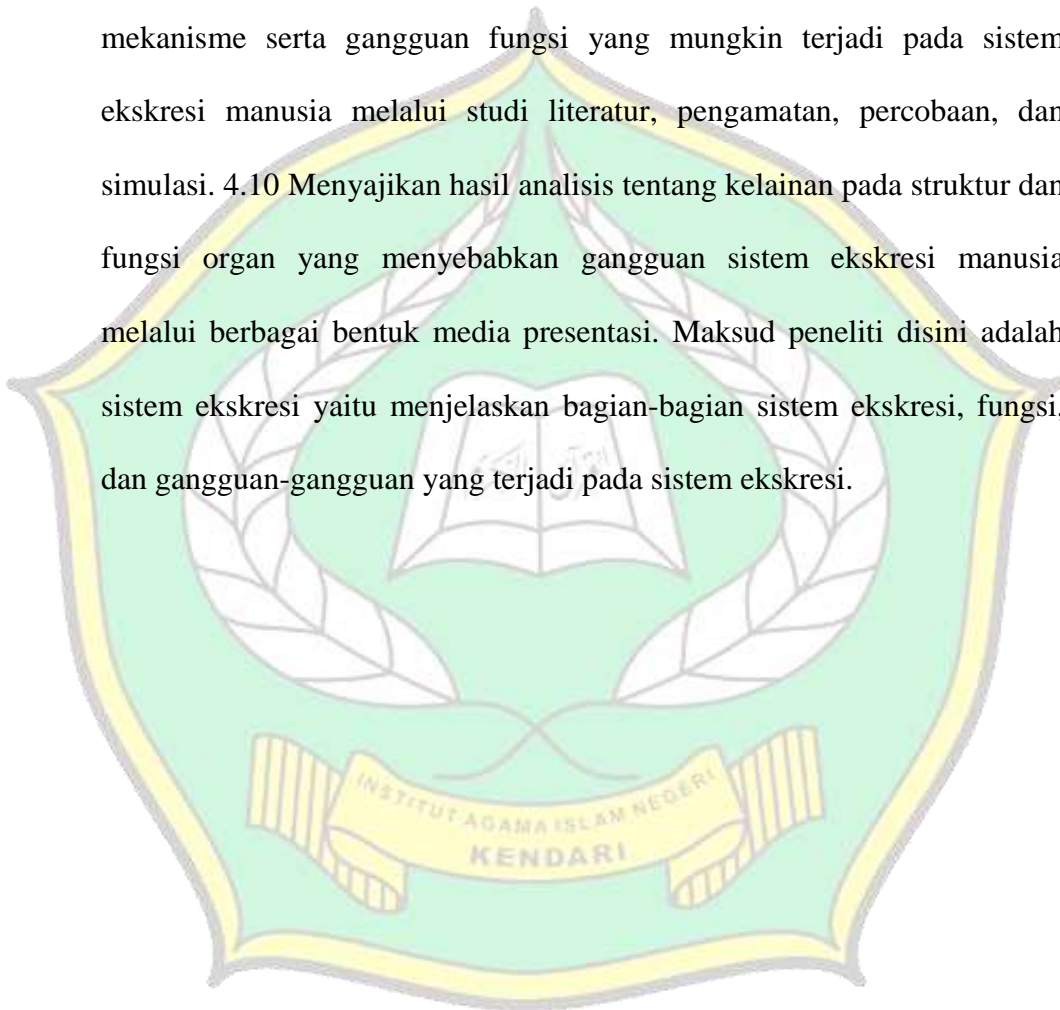 mekanisme serta gangguan fungsi yang mungkin terjadi pada sistem
ekskresi manusia melalui studi literatur, pengamatan, percobaan, dan
simulasi. 4.10 Menyajikan hasil analisis tentang kelainan pada struktur dan
fungsi organ yang menyebabkan gangguan sistem ekskresi manusia
melalui berbagai bentuk media presentasi. Maksud peneliti disini adalah
sistem ekskresi yaitu menjelaskan bagian-bagian sistem ekskresi, fungsi,
dan gangguan-gangguan yang terjadi pada sistem ekskresi.
INSTITUT AGAMA ISLAM NEGERI
KENDARI